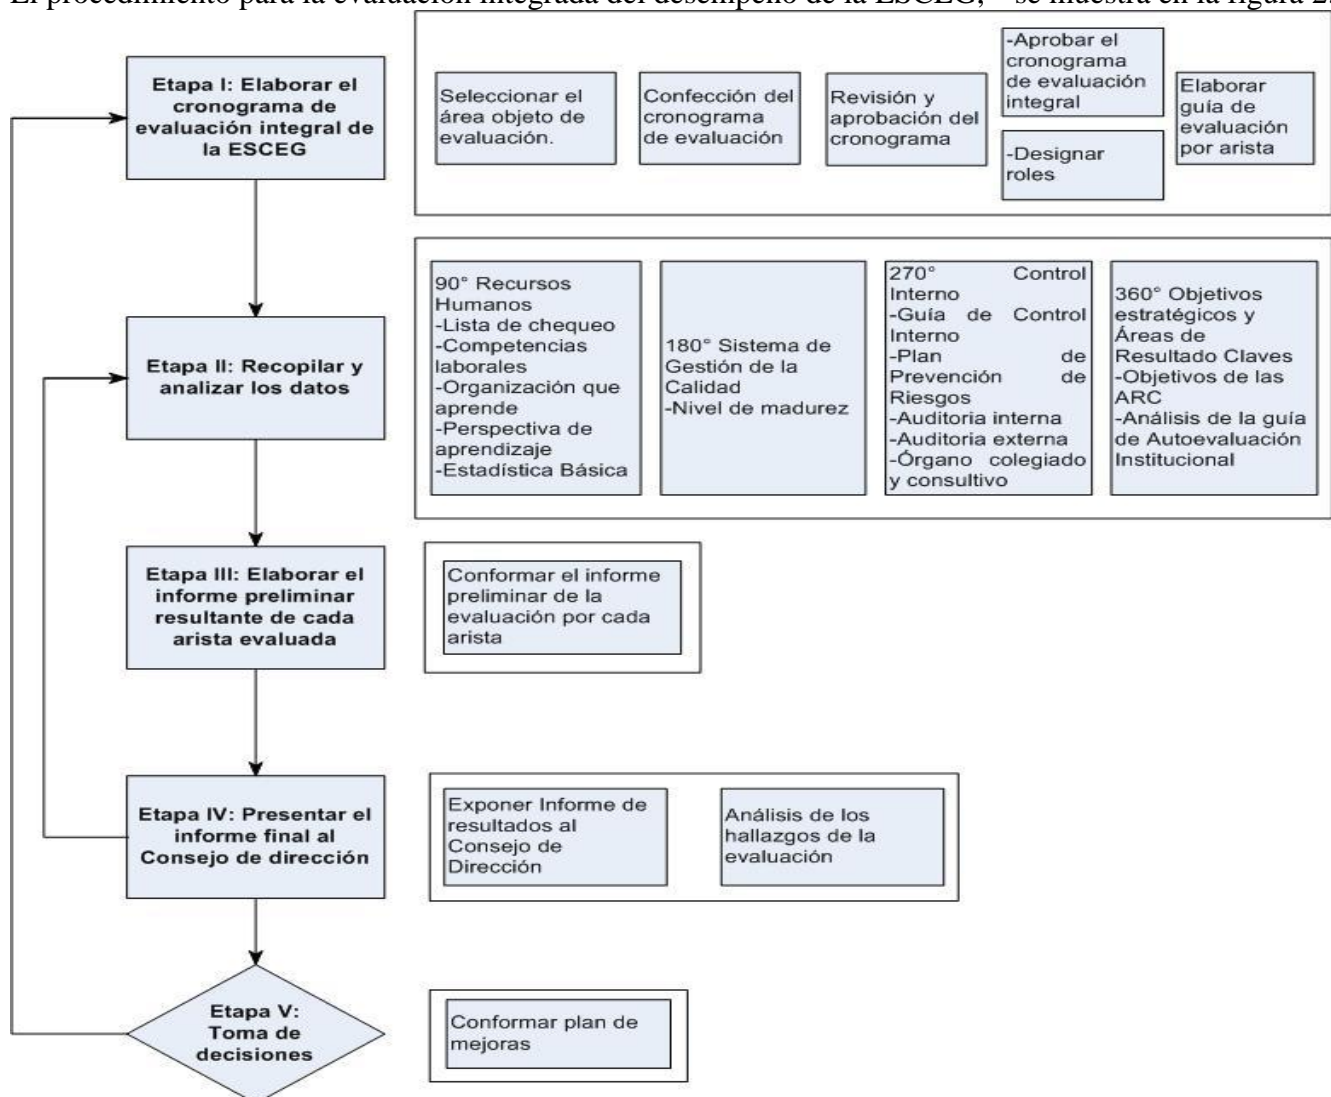 El procedimiento para la evaluación integrada del desempeño de la ESCEG, se muestra en la figura 2.
Etapa I: Elaborar el
cronograma de
evaluación integral de
la ESCEG
Seleccionar el
área objeto de
evaluación.
Confección del
cronograma
de evaluación
Revisión y
aprobación del
cronograma
-Aprobar el
cronograma
de evaluación
integral
-Designar
roles
Elaborar
guía de
evaluación
por arista
Etapa II: Recopilar y
analizar los datos
90° Recursos
Humanos
-Lista de chequeo
-Competencias
laborales
-Organización que
aprende
-Perspectiva de
aprendizaje
-Estadística Básica
180° Sistema de
Gestión de la
Calidad
-Nivel de madurez
270° Control
Interno
-Guía de Control
Interno
-Plan de
Prevención de
Riesgos
-Auditoria interna
-Auditoria externa
-Órgano colegiado
y consultivo
360° Objetivos
estratégicos y
Áreas de
Resultado Claves
-Objetivos de las
ARC
-Análisis de la guía
de Autoevaluación
Institucional
Etapa III: Elaborar el
informe preliminar
resultante de cada
arista evaluada
Conformar el informe
preliminar de la
evaluación por cada
arista
Etapa IV: Presentar el
informe final al
Consejo de dirección
Exponer Informe de
resultados al
Consejo de
Dirección
Análisis de los
hallazgos de la
evaluación
Etapa V:
Toma de
decisiones
Conformar plan de
mejoras